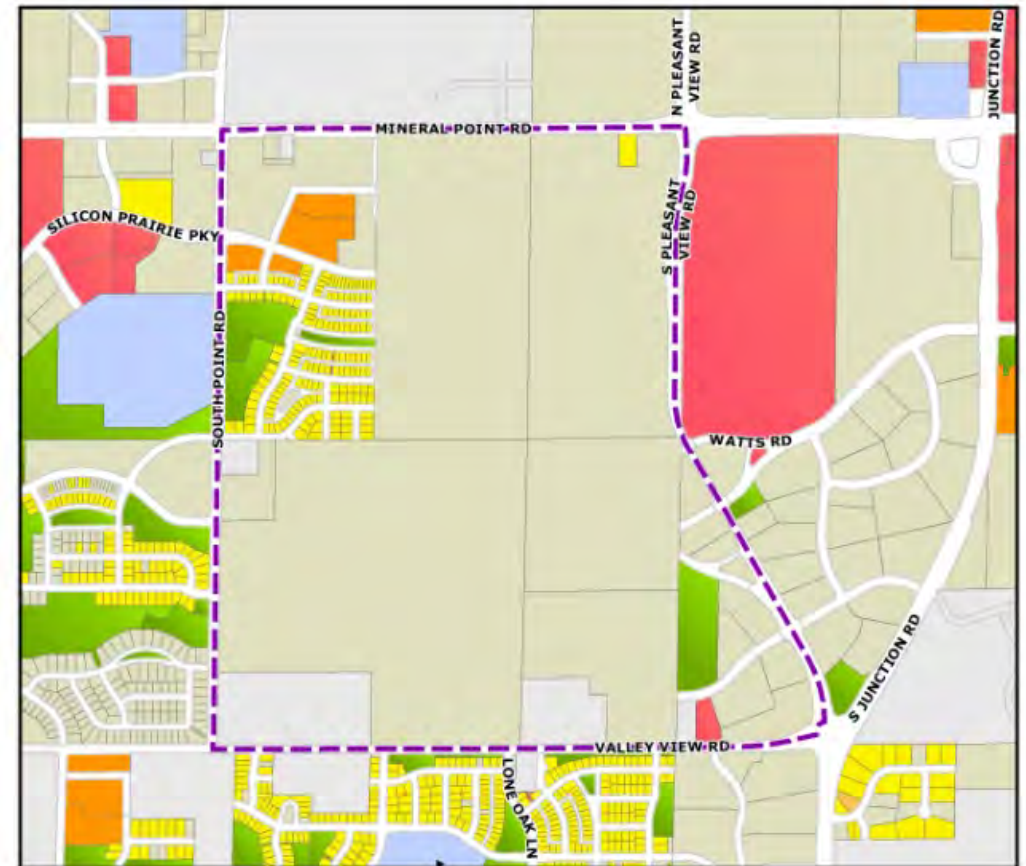 N PLEASANT
VIEW RD
JUNCTION RD
MINERAL POINT RD
SILICON PRAIRIE PKY
S PLEASANT
VIEW RD
SOUTH POINT RD
WATTS RD
S JUNCTION RD
VALLEY VIEW RD
LONE OAK LN